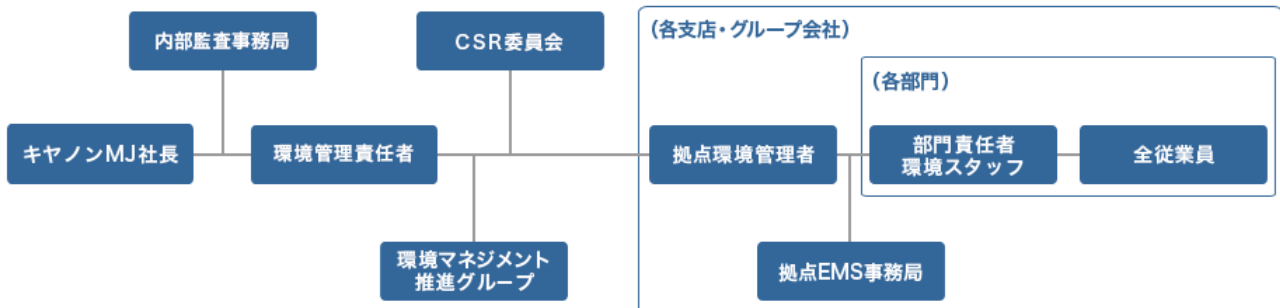 内部監査事務局
CSR委員会
(各支店・グループ会社)
(各部門)
キヤノンMJ社長
環境管理責任者
拠点環境管理者
部門責任者
環境スタッフ
全従業員
環境マネジメント
推進グループ
拠点EMS事務局